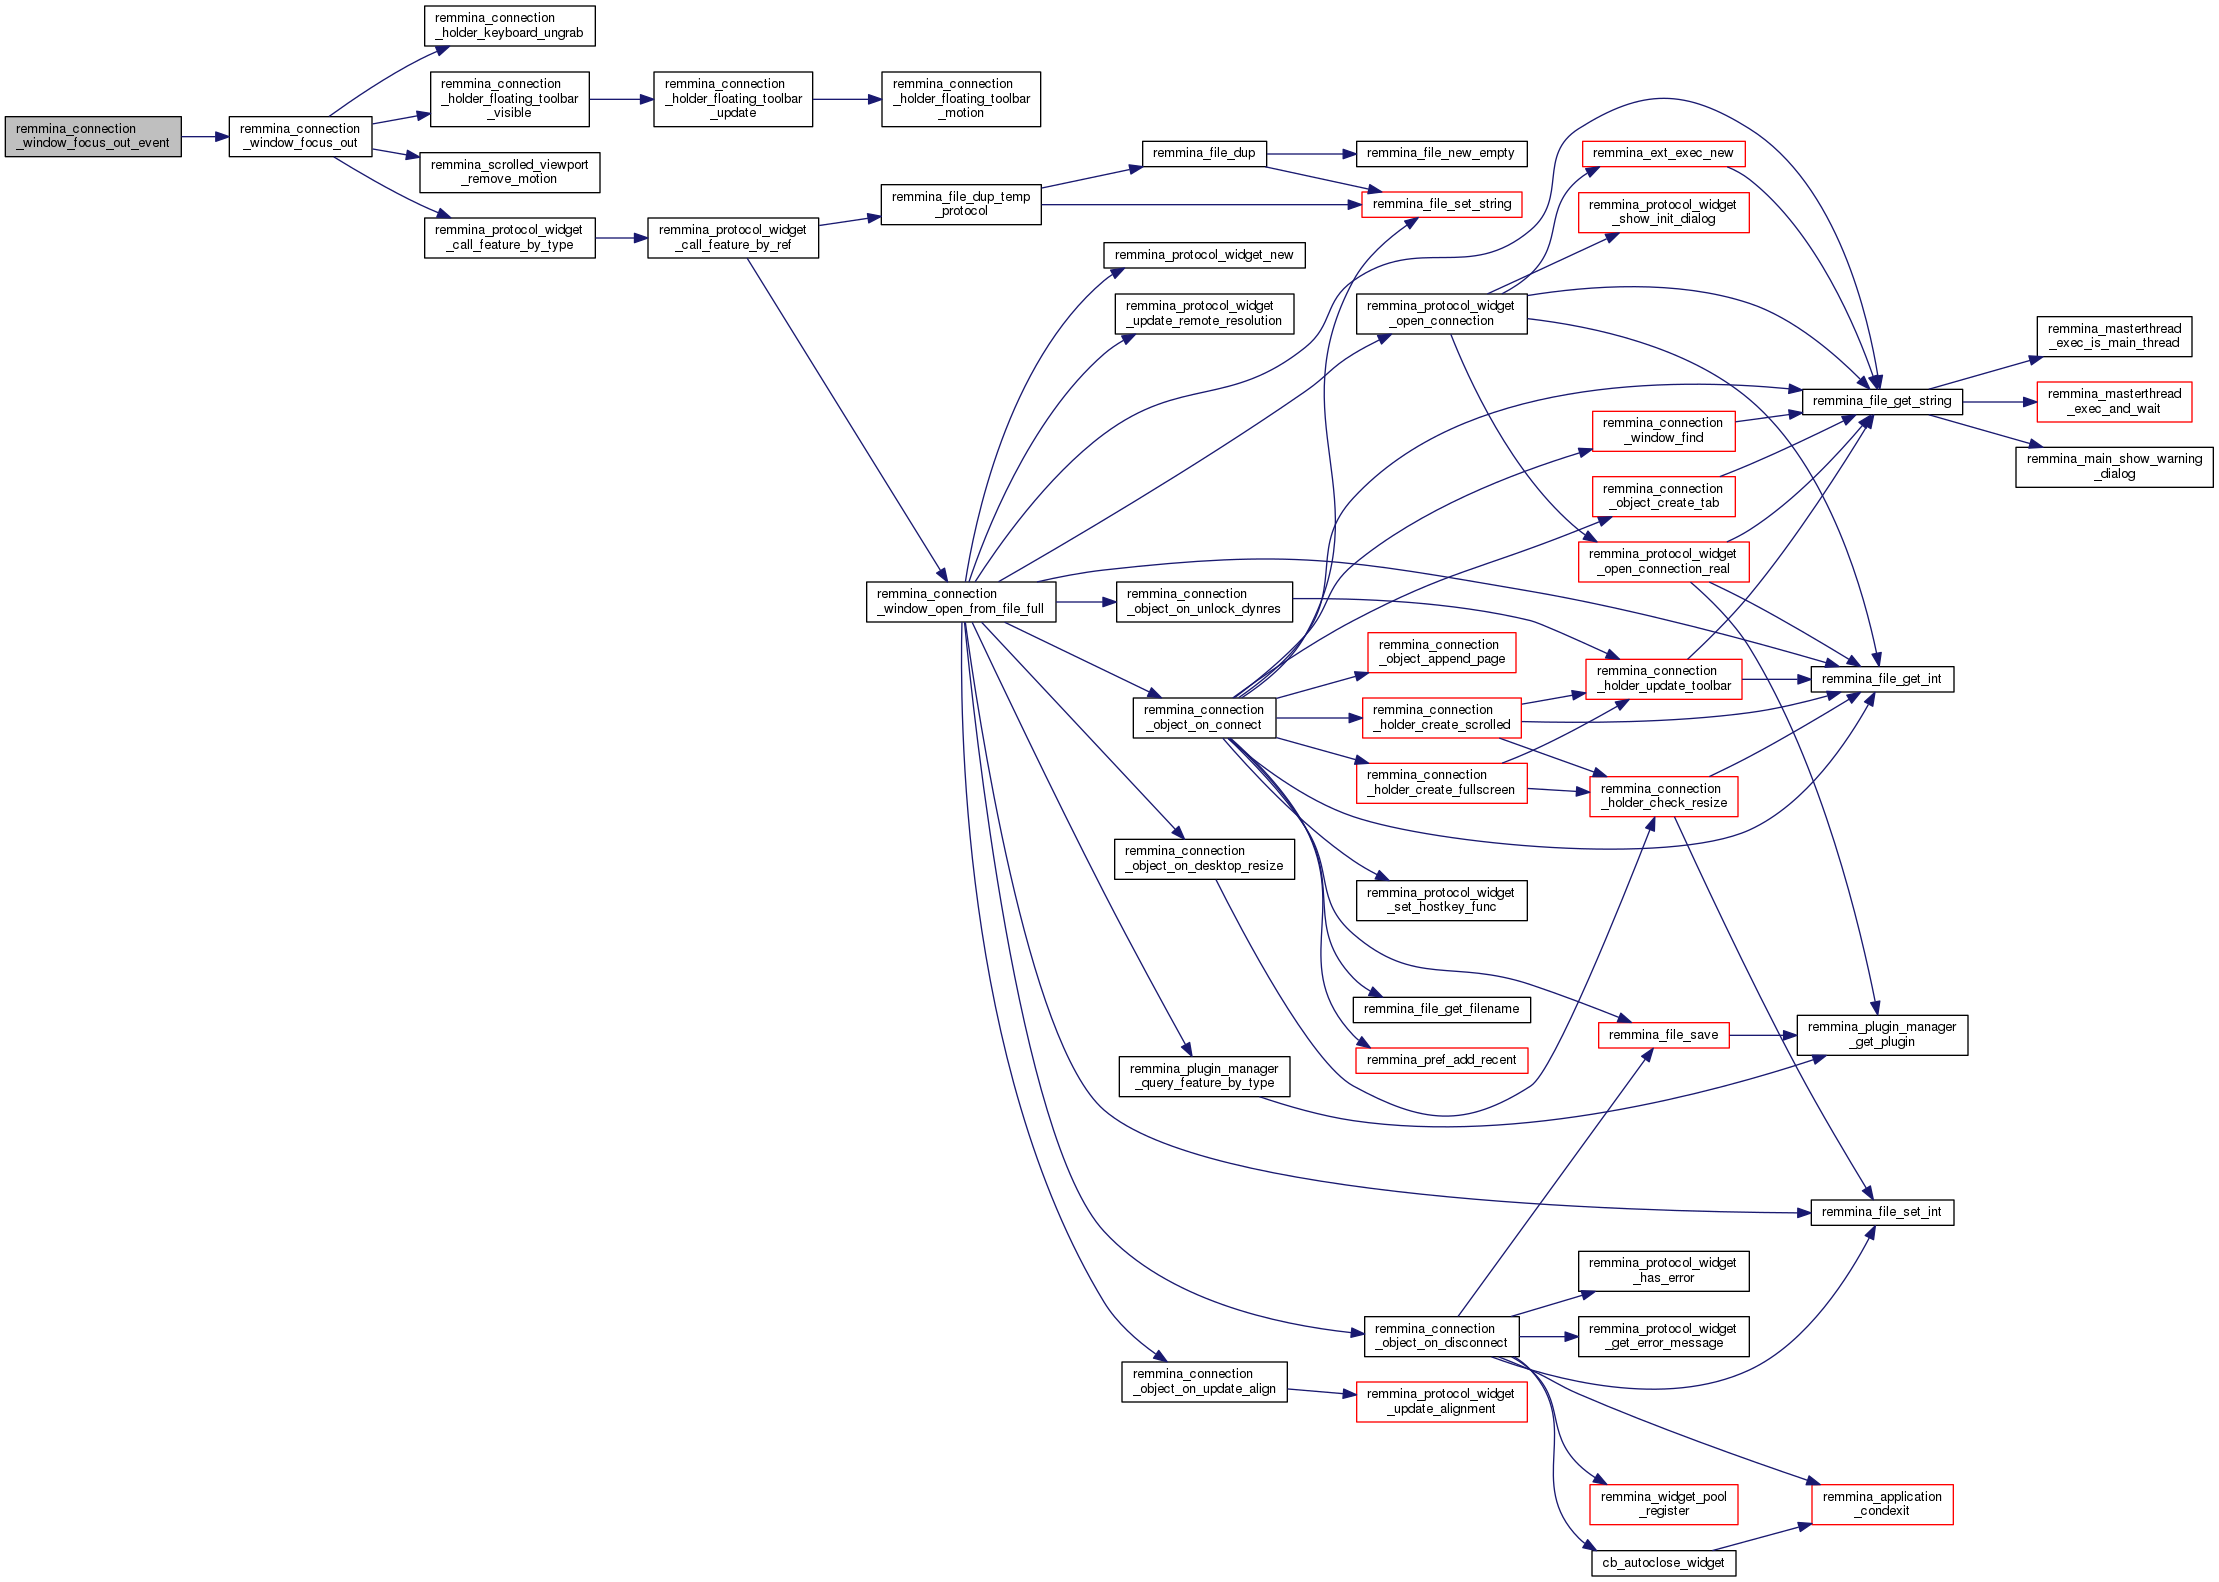 remmina_connection
_window_focus_out_event
remmina_connection
_window_focus_out
remmina_connection
_holder_keyboard_ungrab
remmina_connection
_holder_floating_toolbar
_visible
remmina_scrolled_viewport
_remove_motion
remmina_protocol_widget
_call_feature_by_type
remmina_connection
_holder_floating_toolbar
_update
remmina_protocol_widget
_call_feature_by_ref
remmina_connection
_holder_floating_toolbar
_motion
remmina_file_dup_temp
_protocol
remmina_connection
_window_open_from_file_full
remmina_file_dup
remmina_protocol_widget_new
remmina_protocol_widget
_update_remote_resolution
remmina_connection
_object_on_unlock_dynres
remmina_connection
_object_on_connect
remmina_connection
_object_on_desktop_resize
remmina_plugin_manager
_query_feature_by_type
remmina_connection
_object_on_update_align
remmina_file_new_empty
remmina_file_set_string
remmina_protocol_widget
_open_connection
remmina_connection
_object_append_page
remmina_connection
_holder_create_scrolled
remmina_connection
_holder_create_fullscreen
remmina_protocol_widget
_set_hostkey_func
remmina_file_get_filename
remmina_pref_add_recent
remmina_connection
_object_on_disconnect
remmina_protocol_widget
_update_alignment
remmina_ext_exec_new
remmina_protocol_widget
_show_init_dialog
remmina_connection
_window_find
remmina_connection
_object_create_tab
remmina_protocol_widget
_open_connection_real
remmina_connection
_holder_update_toolbar
remmina_connection
_holder_check_resize
remmina_file_save
remmina_protocol_widget
_has_error
remmina_protocol_widget
_get_error_message
remmina_widget_pool
_register
cb_autoclose_widget
remmina_file_get_string
remmina_file_get_int
remmina_plugin_manager
_get_plugin
remmina_file_set_int
remmina_application
_condexit
remmina_masterthread
_exec_is_main_thread
remmina_masterthread
_exec_and_wait
remmina_main_show_warning
_dialog